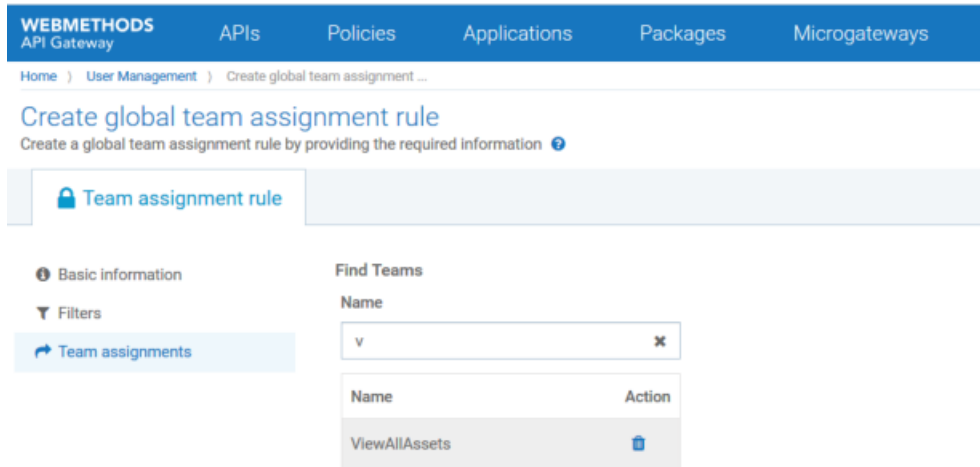 WEBMETHODS
API Gateway
APIs Policies Applications Packages Microgateways
Home ⟩ User Management ⟩ Create global team assignment ...
Create global team assignment rule
Create a global team assignment rule by providing the required information ?
Team assignment rule
Basic information
Filters
Team assignments
Find Teams
Name
v
Name Action
ViewAllAssets